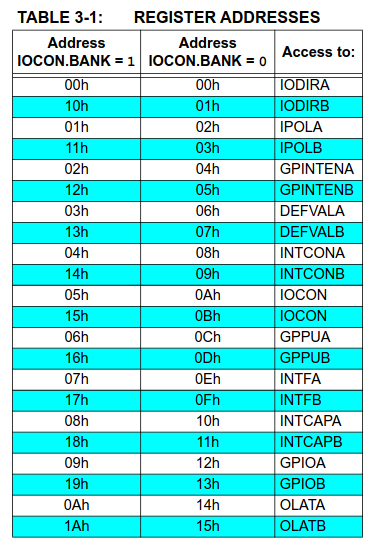 TABLE 3-1: REGISTER ADDRESSES
Address IOCON.BANK = 1 Address IOCON.BANK = 0 Access to:
00h 00h IODIRA
10h 01h IODIRB
01h 02h IPOLA
11h 03h IPOLB
02h 04h GPINTENA
12h 05h GPINTENB
03h 06h DEFVALA
13h 07h DEFVALB
04h 08h INTCONA
14h 09h INTCONB
05h 0Ah IOCON
15h 0Bh IOCON
06h 0Ch GPPUA
16h 0Dh GPPUB
07h 0Eh INTFA
17h 0Fh INTFB
08h 10h INTCAPA
18h 11h INTCAPB
09h 12h GPIOA
19h 13h GPIOB
0Ah 14h OLATA
1Ah 15h OLATB